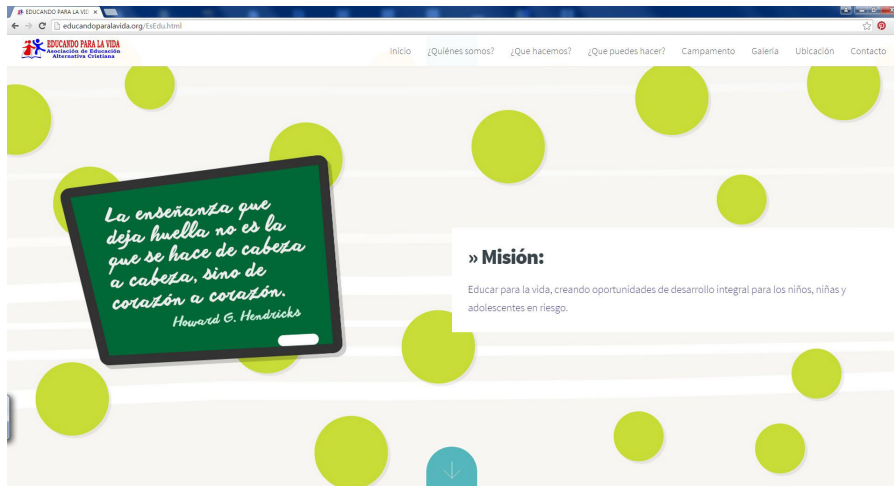 EDUCANDO PARA LA VID
educandoparalavida.org/EsEdu.html
EDUCANDO PARA LA VIDA
Asociación de Educación
Alternativa Cristiana
Inicio ¿Quiénes somos? ¿Que hacemos? ¿Que puedes hacer? Campamento Galería Ubicación Contacto
La enseñanza que
deja huella no es la
que se hace de cabeza
a cabeza, sino de
corazón a corazón.
Howard G. Hendricks
» Misión:
Educar para la vida, creando oportunidades de desarrollo integral para los niños, niñas y
adolescentes en riesgo.